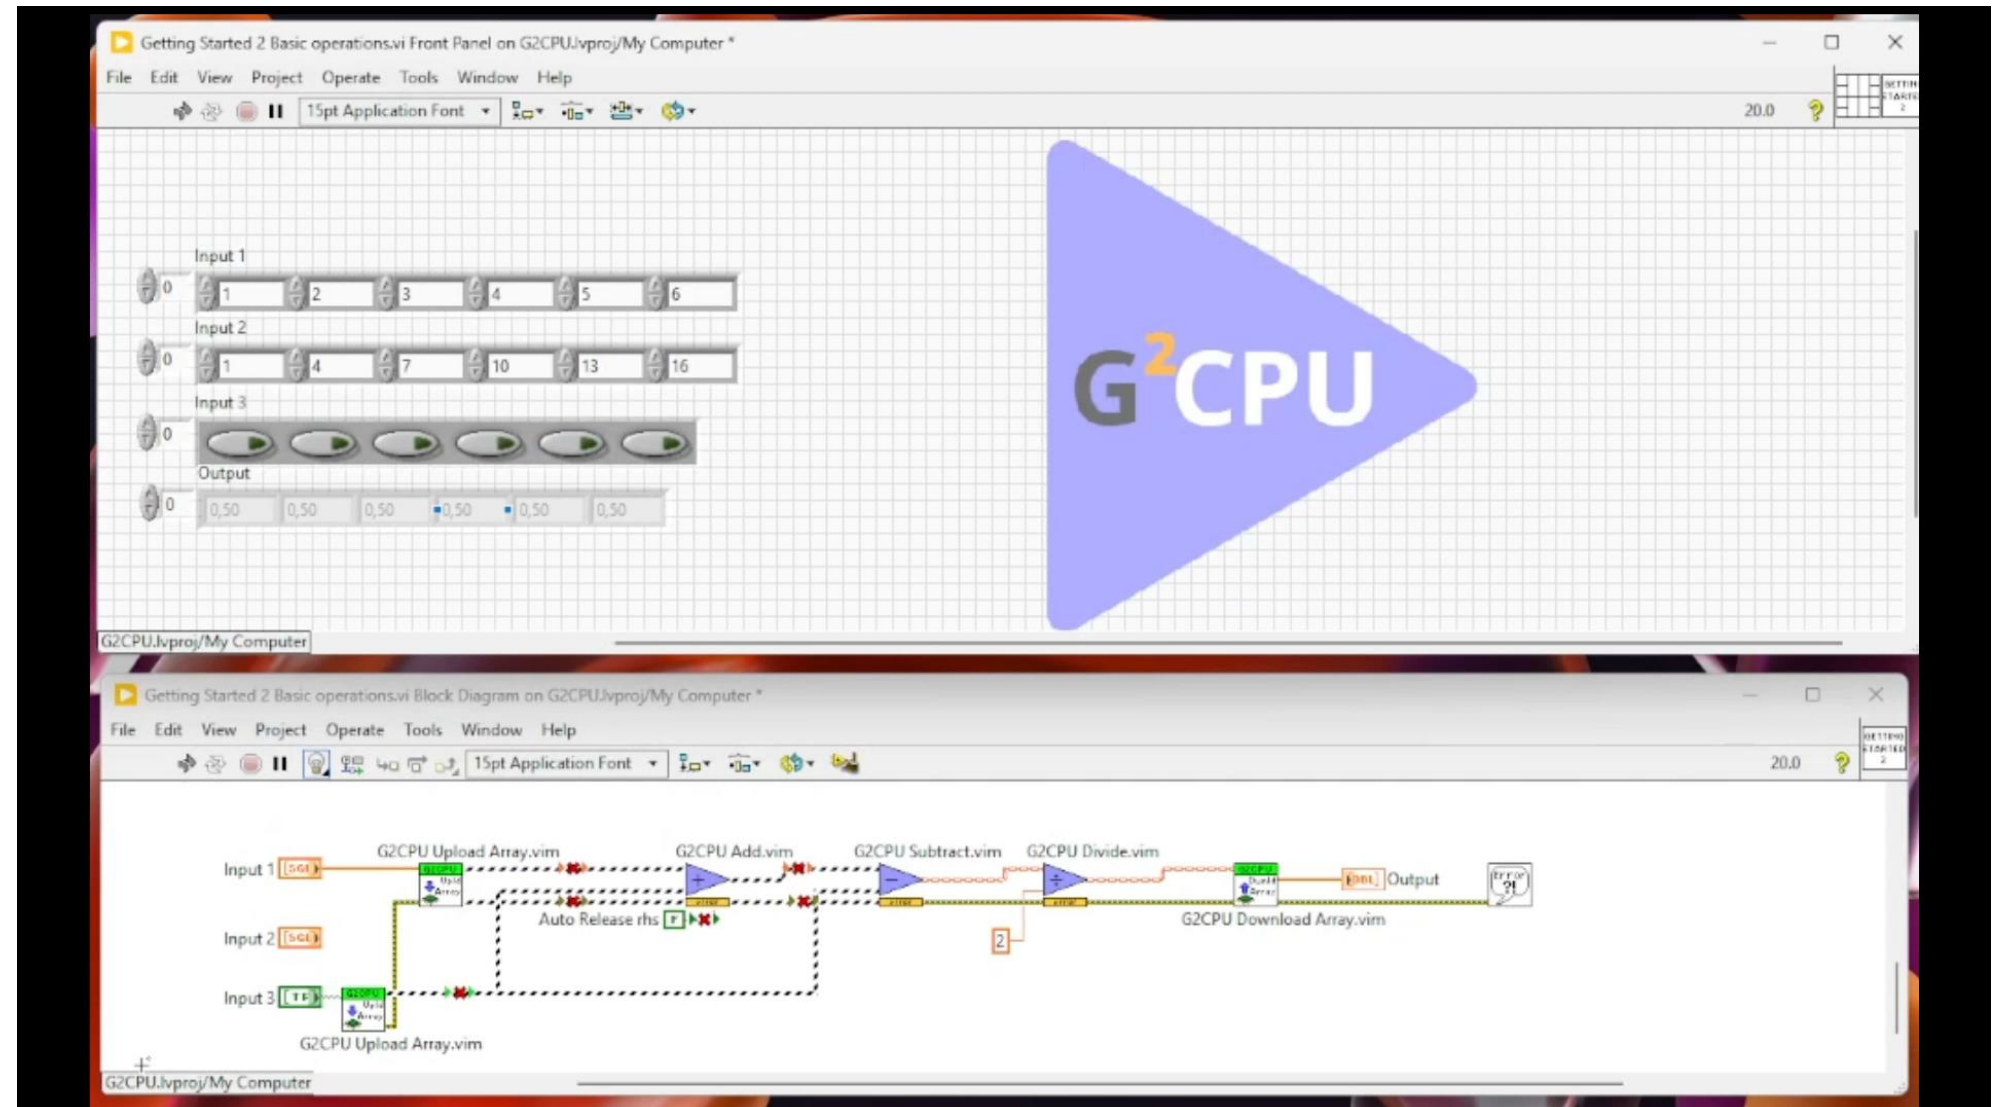 Getting Started 2 Basic operations.vi Front Panel on G2CPU.lvproj/My Computer *
File Edit View Project Operate Tools Window Help
15pt Application Font
20.0
Input 1
0 1 2 3 4 5 6
Input 2
0 1 4 7 10 13 16
Input 3
0
Output
0 0,50 0,50 0,50 0,50 0,50 0,50
G2CPU
G2CPU.lvproj/My Computer
Getting Started 2 Basic operations.vi Block Diagram on G2CPU.lvproj/My Computer *
File Edit View Project Operate Tools Window Help
15pt Application Font
20.0
GETTING
STARTED
2
G2CPU Upload Array.vim G2CPU Add.vim G2CPU Subtract.vim G2CPU Divide.vim
Input 1 [SGL]
[DBL] Output
Error
?!
Auto Release rhs F
G2CPU Download Array.vim
Input 2 [SGL]
2
Input 3 [TF]
G2CPU Upload Array.vim
G2CPU.lvproj/My Computer